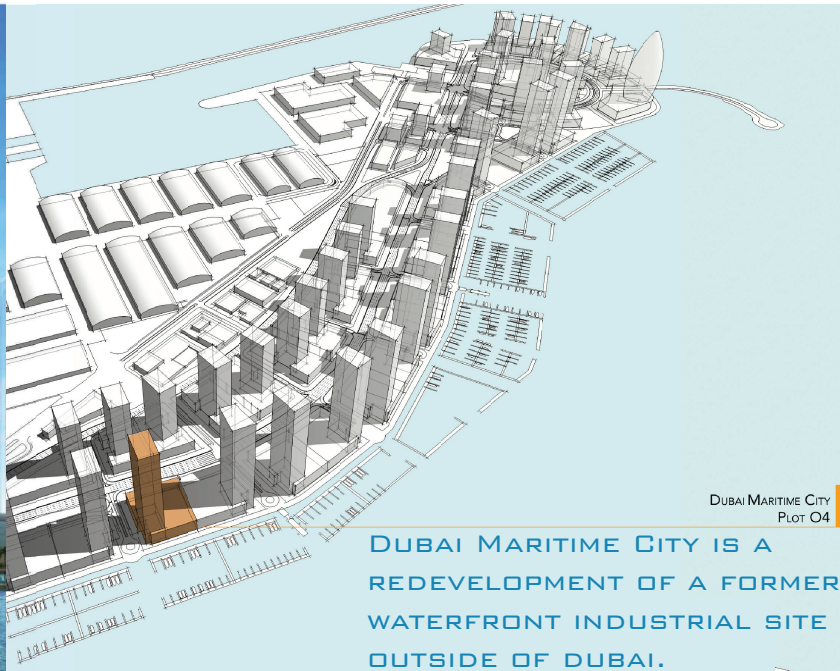 Dubai Maritime City
Plot O4
Dubai Maritime City is a
redevelopment of a former
waterfront industrial site
outside of dubai.